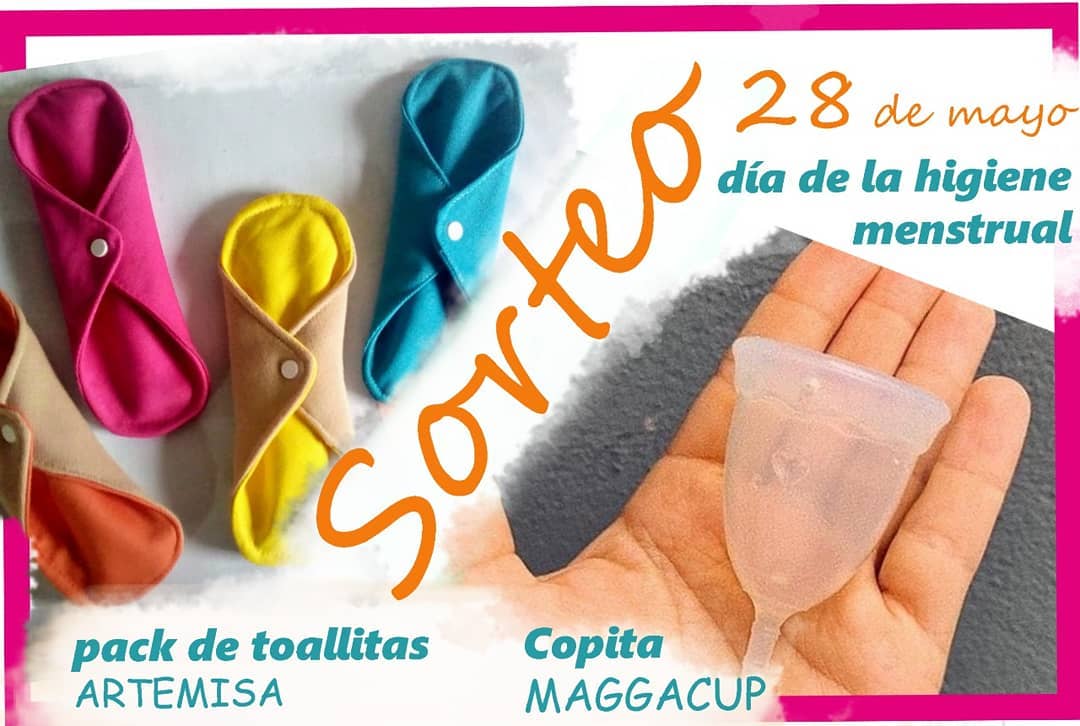 Sorteo
28 de mayo
día de la higiene
menstrual
pack de toallitas
ARTEMISA
Copita
MAGGACUP